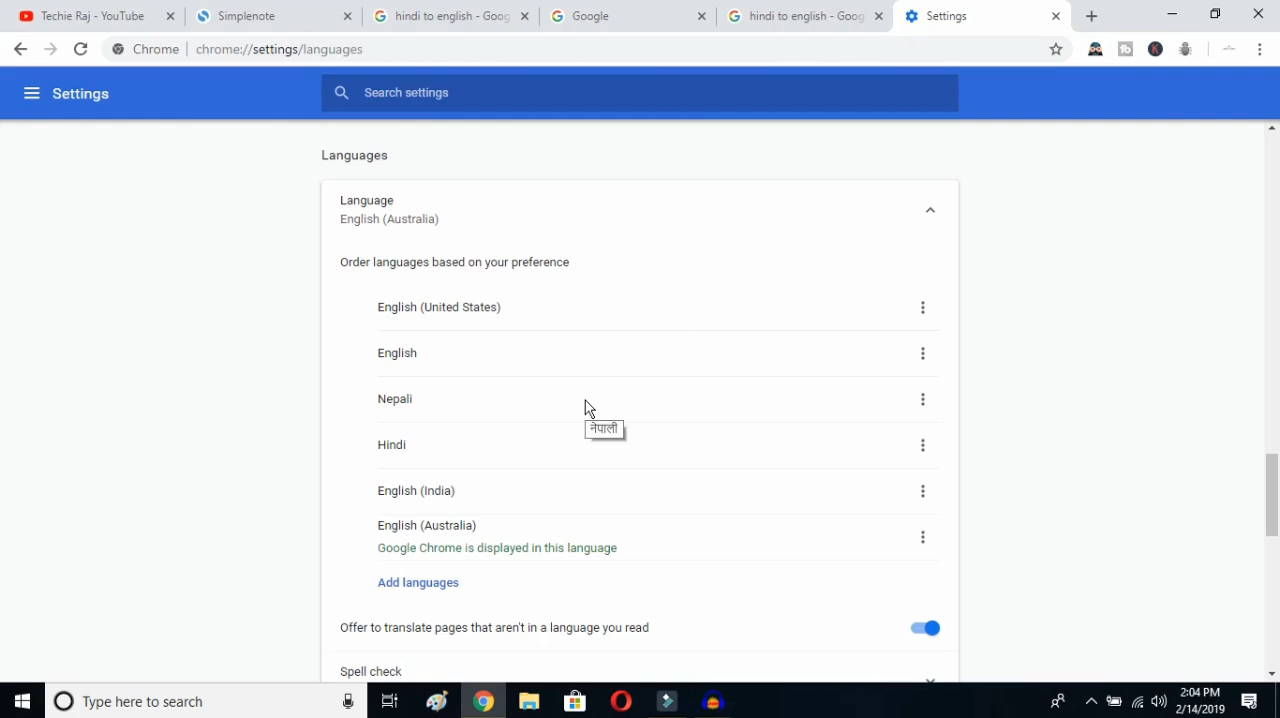 Techie Raj - YouTube
Simplenote
hindi to english - Goog
Google
hindi to english - Goog
Settings
Chrome
chrome://settings/languages
Settings
Search settings
Languages
Language
English (Australia)
Order languages based on your preference
English (United States)
English
Nepali
नेपाली
Hindi
English (India)
English (Australia)
Google Chrome is displayed in this language
Add languages
Offer to translate pages that aren't in a language you read
Spell check
Type here to search
2:04 PM
2/14/2019